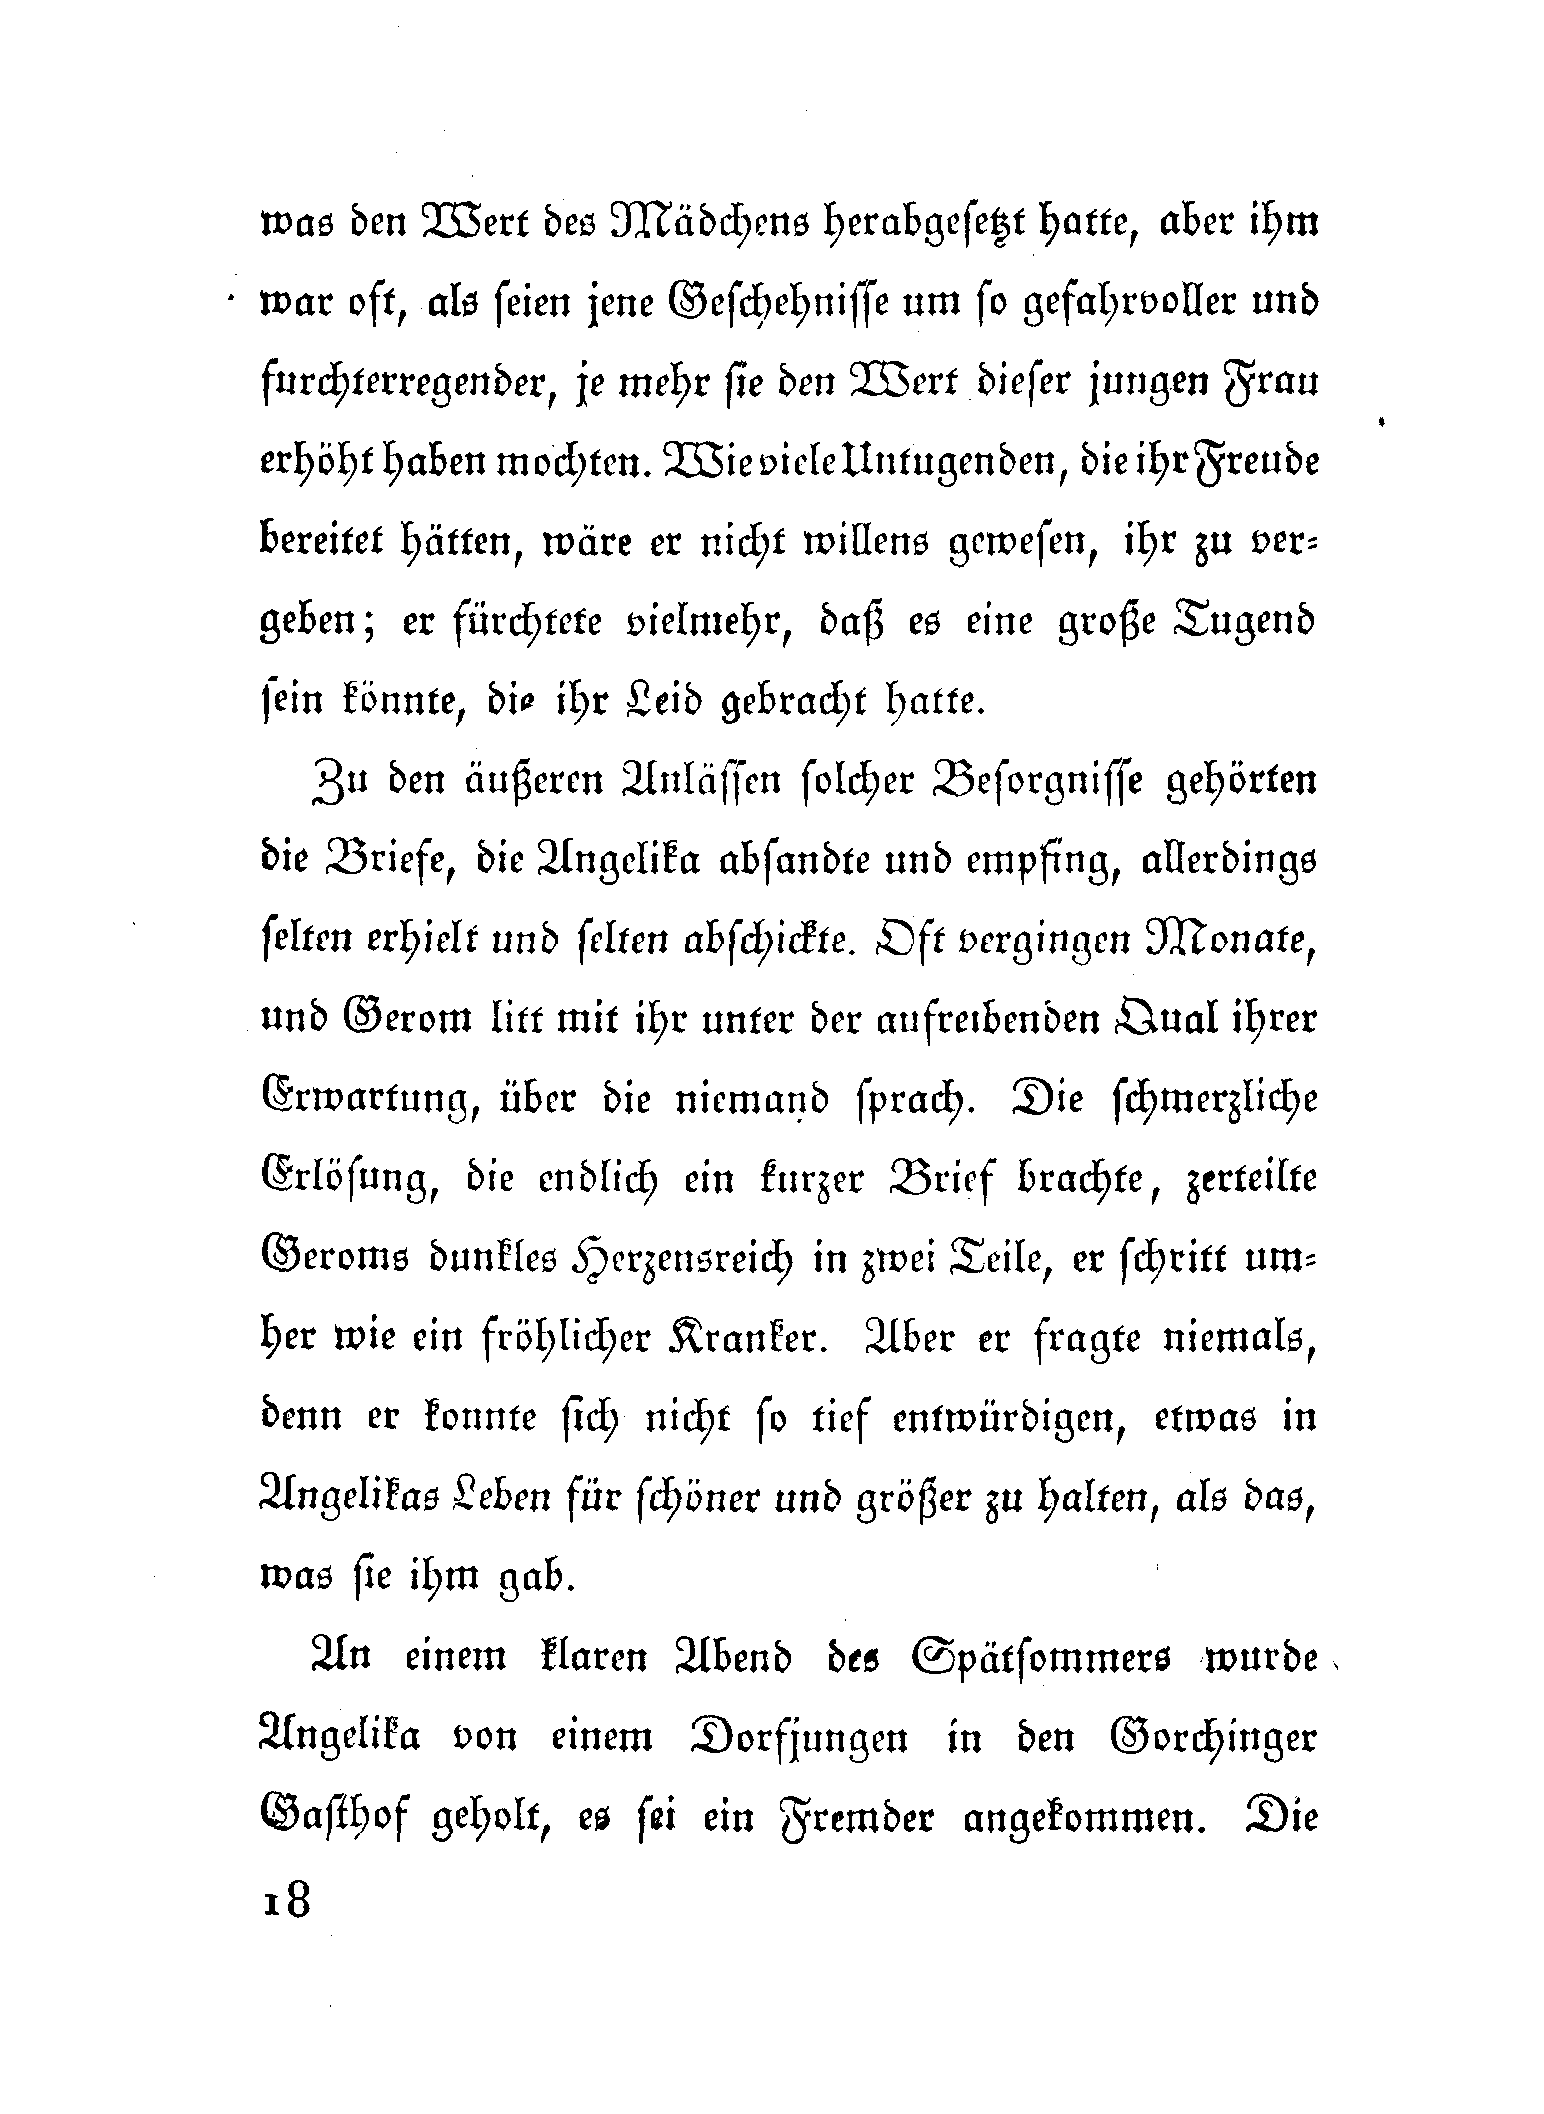 was den Wert des Mädchens herabgesetzt hatte, aber ihm
war oft, als seien jene Geschehnisse um so gefahrvoller und
furchterregender, je mehr sie den Wert dieser jungen Frau
erhöht haben mochten. Wie viele Untugenden, die ihr Freude
bereitet hätten, wäre er nicht willens gewesen, ihr zu ver-
geben; er fürchtete vielmehr, daß es eine große Tugend
sein könnte, die ihr Leid gebracht hatte.
Zu den äußeren Anlässen solcher Besorgnisse gehörten
die Briefe, die Angelika absandte und empfing, allerdings
selten erhielt und selten abschickte. Oft vergingen Monate,
und Gerom litt mit ihr unter der aufreibenden Qual ihrer
Erwartung, über die niemand sprach. Die schmerzliche
Erlösung, die endlich ein kurzer Brief brachte, zerteilte
Geroms dunkles Herzensreich in zwei Teile, er schritt um-
her wie ein fröhlicher Kranker. Aber er fragte niemals,
denn er konnte sich nicht so tief entwürdigen, etwas in
Angelikas Leben für schöner und größer zu halten, als das,
was sie ihm gab.
An einem klaren Abend des Spätsommers wurde
Angelika von einem Dorfjungen in den Gorchinger
Gasthof geholt, es sei ein Fremder angekommen. Die
18